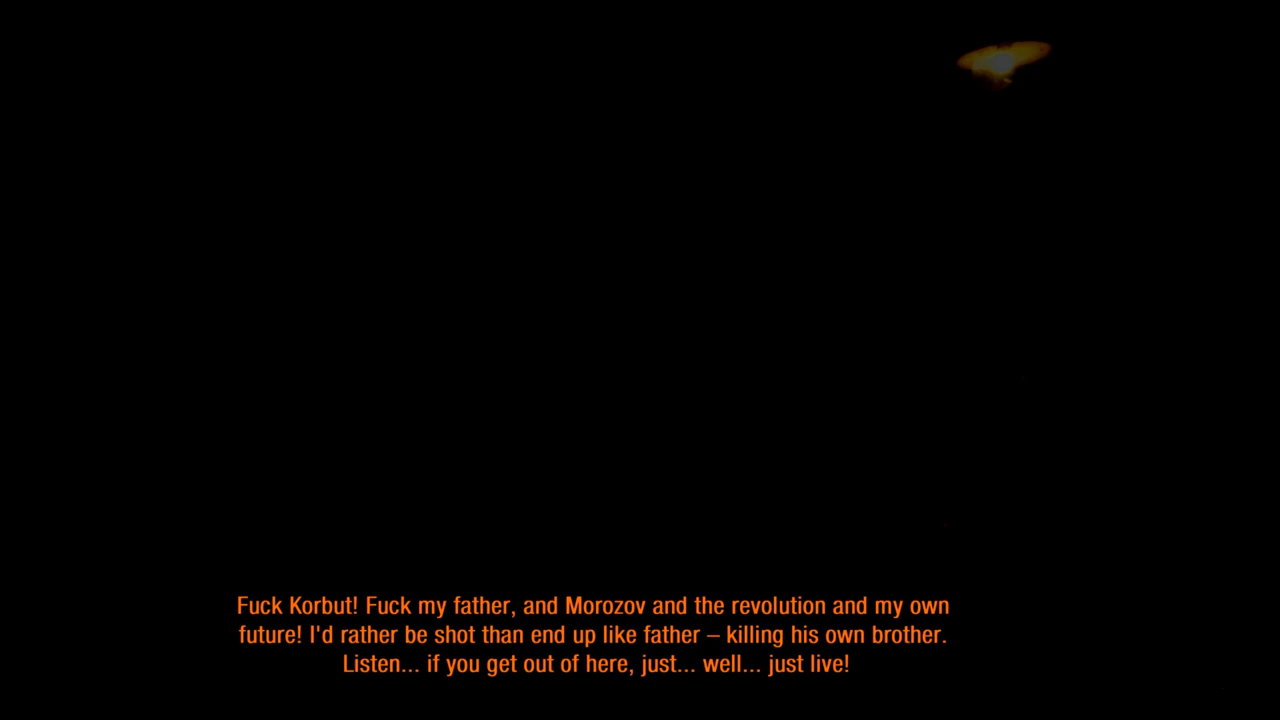 Fuck Korbut! Fuck my father, and Morozov and the revolution and my own
future! I'd rather be shot than end up like father – killing his own brother.
Listen... if you get out of here, just... well... just live!